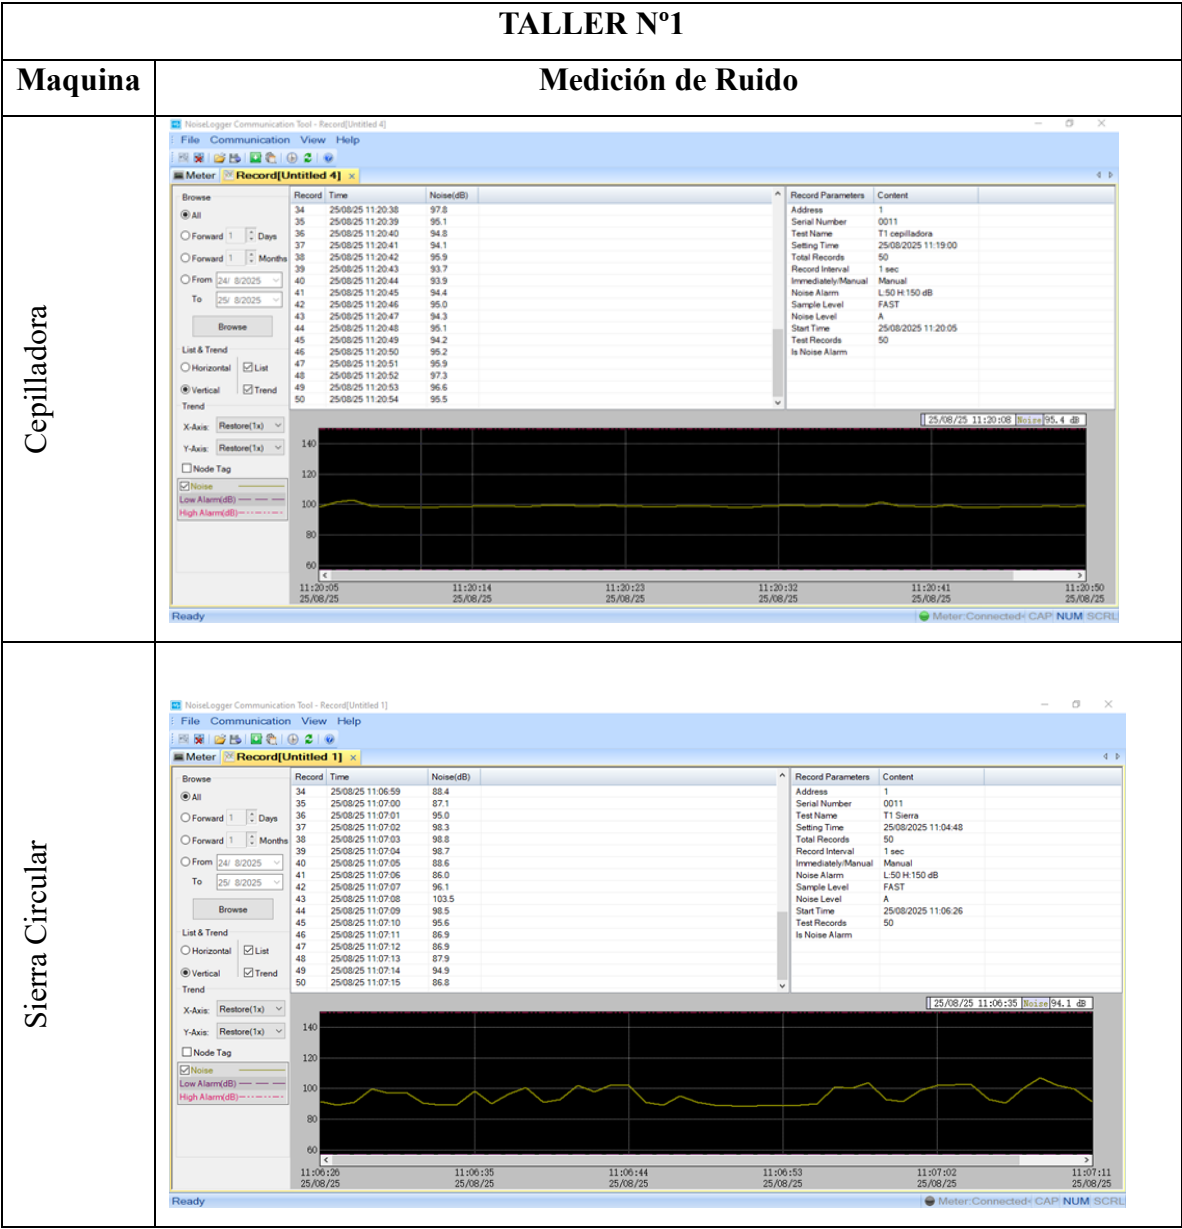 TALLER Nº1
Maquina Medición de Ruido
Cepilladora
NoiseLogger Communication Tool - Record[Untitled 4]
File Communication View Help
Meter Record[Untitled 4] ×
Browse
All
Forward 1 Days
Forward 1 Months
From 24/ 8/2025
To 25/ 8/2025
Browse
List & Trend
Horizontal List
Vertical Trend
Trend
X-Axis: Restore(1x)
Y-Axis: Restore(1x)
Node Tag
Noise
Low Alarm(dB)
High Alarm(dB)
Record Time Noise(dB)
34 25/08/25 11:20:38 97.8
35 25/08/25 11:20:39 95.1
36 25/08/25 11:20:40 94.8
37 25/08/25 11:20:41 94.1
38 25/08/25 11:20:42 95.9
39 25/08/25 11:20:43 93.7
40 25/08/25 11:20:44 93.9
41 25/08/25 11:20:45 94.4
42 25/08/25 11:20:46 95.0
43 25/08/25 11:20:47 94.3
44 25/08/25 11:20:48 95.1
45 25/08/25 11:20:49 94.2
46 25/08/25 11:20:50 95.2
47 25/08/25 11:20:51 95.9
48 25/08/25 11:20:52 97.3
49 25/08/25 11:20:53 96.6
50 25/08/25 11:20:54 95.5
Record Parameters Content
Address 1
Serial Number 0011
Test Name T1 cepilladora
Setting Time 25/08/2025 11:19:00
Total Records 50
Record Interval 1 sec
Immediately/Manual Manual
Noise Alarm L:50 H:150 dB
Sample Level FAST
Noise Level A
Start Time 25/08/2025 11:20:05
Test Records 50
Is Noise Alarm
25/08/25 11:20:08 Noise 95.4 dB
140
120
100
80
60
11:20:05 11:20:14 11:20:23 11:20:32 11:20:41 11:20:50
25/08/25 25/08/25 25/08/25 25/08/25 25/08/25 25/08/25
Ready Meter:Connected CAP NUM SCRL
Sierra Circular
NoiseLogger Communication Tool - Record[Untitled 1]
File Communication View Help
Meter Record[Untitled 1] ×
Browse
All
Forward 1 Days
Forward 1 Months
From 24/ 8/2025
To 25/ 8/2025
Browse
List & Trend
Horizontal List
Vertical Trend
Trend
X-Axis: Restore(1x)
Y-Axis: Restore(1x)
Node Tag
Noise
Low Alarm(dB)
High Alarm(dB)
Record Time Noise(dB)
34 25/08/25 11:06:59 88.4
35 25/08/25 11:07:00 87.1
36 25/08/25 11:07:01 95.0
37 25/08/25 11:07:02 98.3
38 25/08/25 11:07:03 98.8
39 25/08/25 11:07:04 98.7
40 25/08/25 11:07:05 88.6
41 25/08/25 11:07:06 86.0
42 25/08/25 11:07:07 96.1
43 25/08/25 11:07:08 103.5
44 25/08/25 11:07:09 98.5
45 25/08/25 11:07:10 95.6
46 25/08/25 11:07:11 86.9
47 25/08/25 11:07:12 86.9
48 25/08/25 11:07:13 87.9
49 25/08/25 11:07:14 94.9
50 25/08/25 11:07:15 86.8
Record Parameters Content
Address 1
Serial Number 0011
Test Name T1 Sierra
Setting Time 25/08/2025 11:04:48
Total Records 50
Record Interval 1 sec
Immediately/Manual Manual
Noise Alarm L:50 H:150 dB
Sample Level FAST
Noise Level A
Start Time 25/08/2025 11:06:26
Test Records 50
Is Noise Alarm
25/08/25 11:06:35 Noise 94.1 dB
140
120
100
80
60
11:06:26 11:06:35 11:06:44 11:06:53 11:07:02 11:07:11
25/08/25 25/08/25 25/08/25 25/08/25 25/08/25 25/08/25
Ready Meter:Connected CAP NUM SCRL